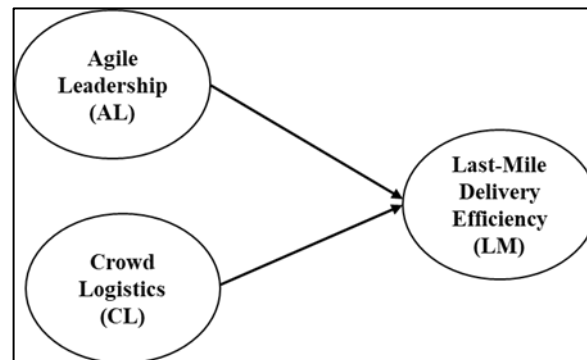 Agile
Leadership
(AL)
Last-Mile
Delivery
Efficiency
(LM)
Crowd
Logistics
(CL)